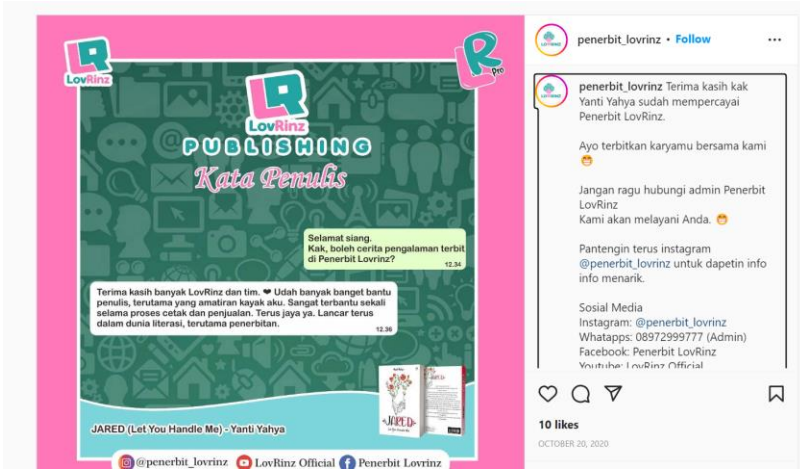 LovRinz
R
Pro
LovRinz
PUBLISHING
Kata Penulis
Selamat siang.
Kak, boleh cerita pengalaman terbit
di Penerbit Lovrinz?
12.34
Terima kasih banyak LovRinz dan tim. ❤ Udah banyak banget bantu
penulis, terutama yang amatiran kayak aku. Sangat terbantu sekali
selama proses cetak dan penjualan. Terus jaya ya. Lancar terus
dalam dunia literasi, terutama penerbitan.
12.36
JARED
JARED (Let You Handle Me) - Yanti Yahya
@penerbit_lovrinz LovRinz Official Penerbit Lovrinz
penerbit_lovrinz • Follow
penerbit_lovrinz Terima kasih kak
Yanti Yahya sudah mempercayai
Penerbit LovRinz.
Ayo terbitkan karyamu bersama kami
😁
Jangan ragu hubungi admin Penerbit
LovRinz
Kami akan melayani Anda. 😁
Pantengin terus instagram
@penerbit_lovrinz untuk dapetin info
info menarik.
Sosial Media
Instagram: @penerbit_lovrinz
Whatapps: 08972999777 (Admin)
Facebook: Penerbit LovRinz
Youtube: LovRinz Official
10 likes
OCTOBER 20, 2020